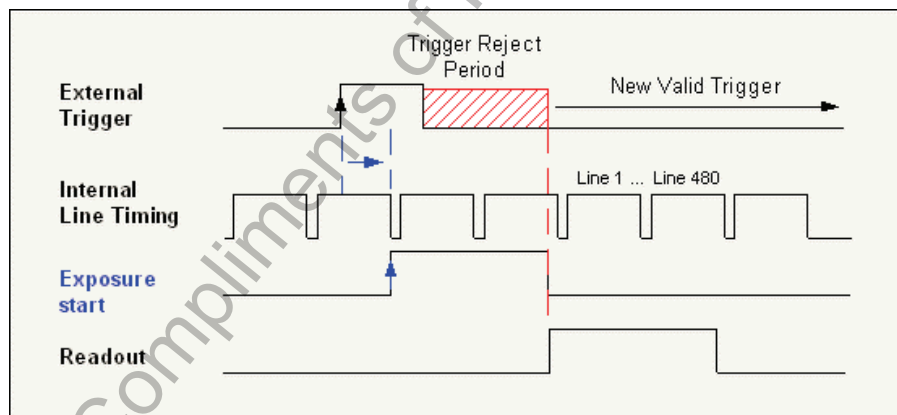 Trigger Reject
Period
External
Trigger
New Valid Trigger
Internal
Line Timing
Line 1 ... Line 480
Exposure
start
Readout
Compliments of